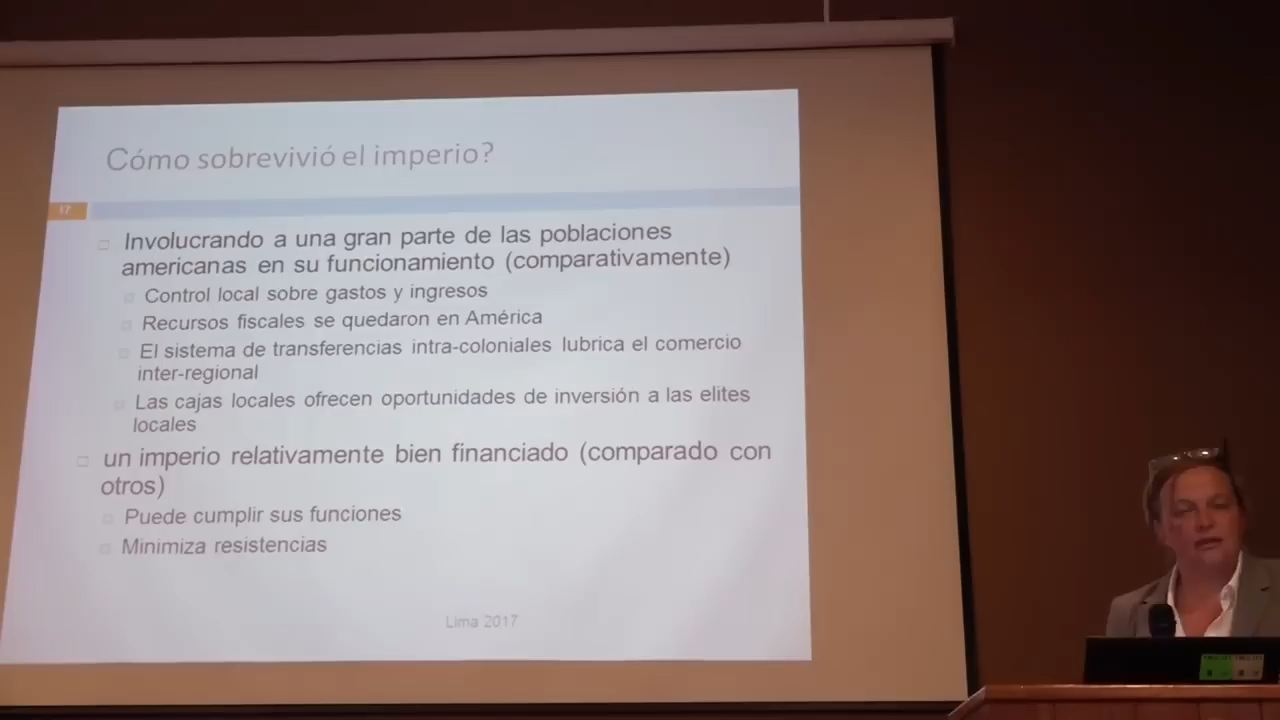 Cómo sobrevivió el imperio?
17
Involucrando a una gran parte de las poblaciones
americanas en su funcionamiento (comparativamente)
Control local sobre gastos y ingresos
Recursos fiscales se quedaron en América
El sistema de transferencias intra-coloniales lubrica el comercio
inter-regional
Las cajas locales ofrecen oportunidades de inversión a las elites
locales
un imperio relativamente bien financiado (comparado con
otros)
Puede cumplir sus funciones
Minimiza resistencias
Lima 2017